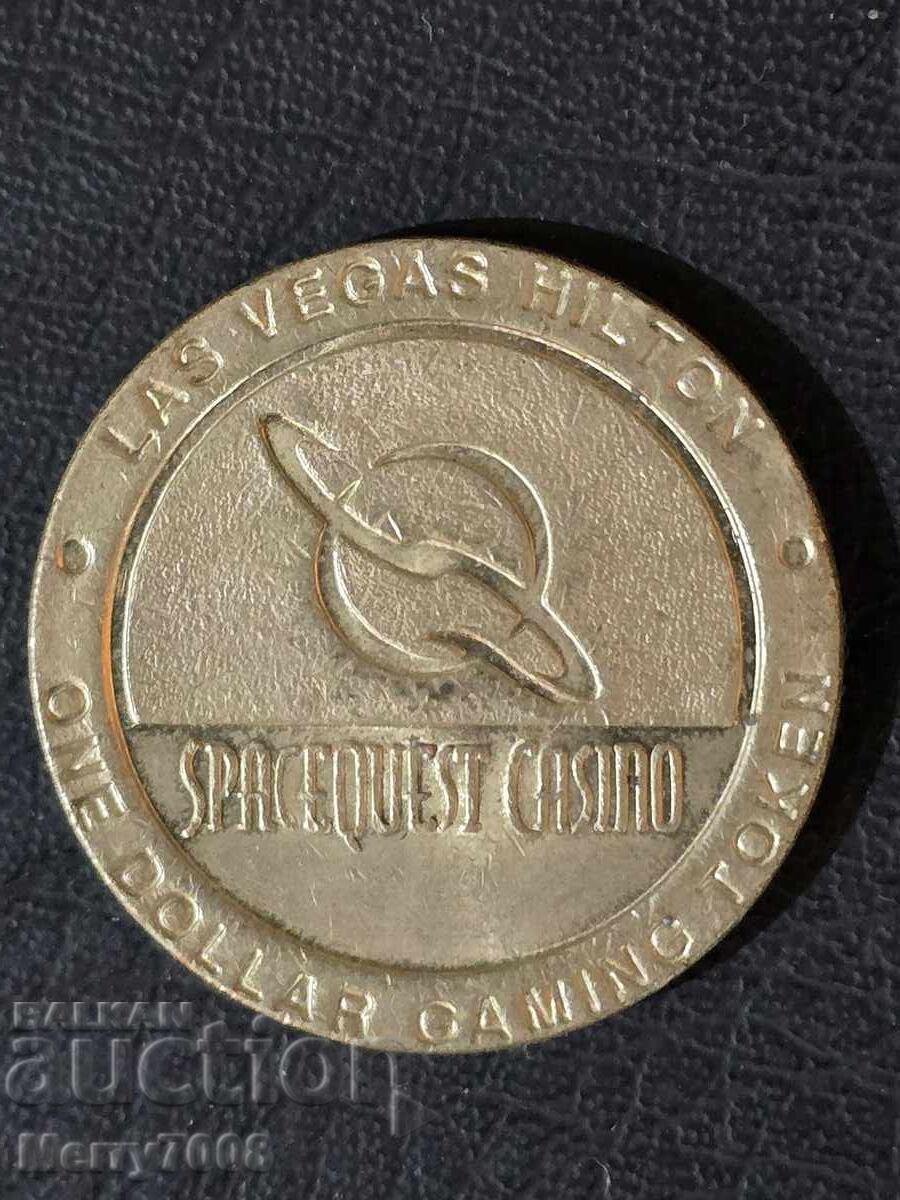 LAS VEGAS HILTON
SPACEQUEST CASINO
ONE DOLLAR GAMING TOKEN
BALKAN
auction
Merry7008